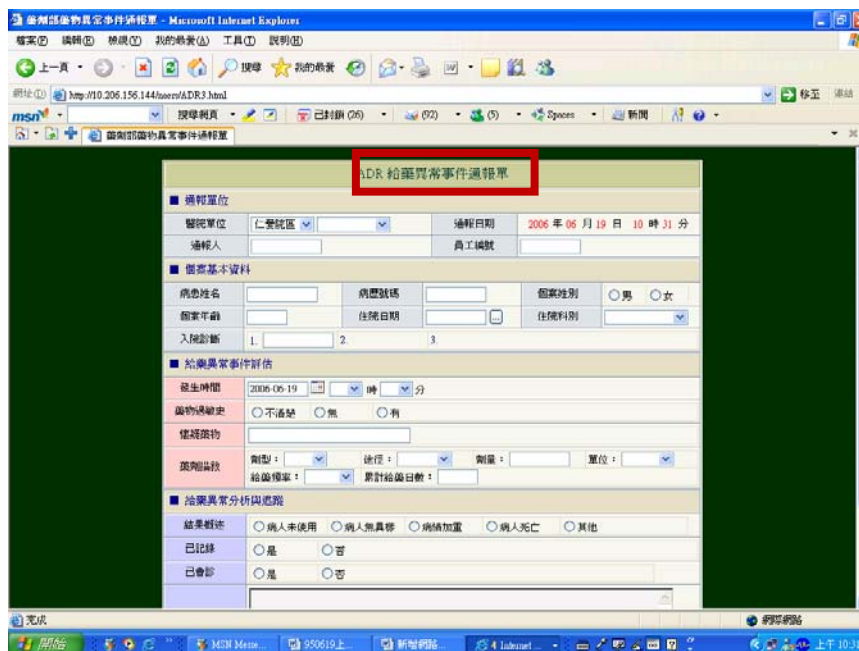 藥劑部藥物異常事件通報單 - Microsoft Internet Explorer
檔案(F) 編輯(E) 檢視(V) 我的最愛(A) 工具(T) 說明(H)
上一頁 搜尋 我的最愛
網址(D) http://10.206.156.144/users/ADR3.html 移至 連結
msn 搜尋網頁 已封鎖 (26) (92) (5) Spaces 新聞
藥劑部藥物異常事件通報單
ADR 給藥異常事件通報單
■ 通報單位
醫院單位 仁愛院區 通報日期 2006 年 06 月 19 日 10 時 31 分
通報人 員工編號
■ 個案基本資料
病患姓名 病歷號碼 個案性別 男 女
個案年齡 住院日期 ... 住院科別
入院診斷 1. 2. 3.
■ 給藥異常事件評估
發生時間 2006-06-19 時 分
藥物過敏史 不清楚 無 有
懷疑藥物
藥劑品致 劑型： 途徑： 劑量： 單位：
給藥頻率： 累計給藥日數：
■ 給藥異常分析與追蹤
結果概述 病人未使用 病人無異樣 病情加重 病人死亡 其他
已記錄 是 否
已會診 是 否
完成 網際網路
開始 MSN Messe... 950619上... 新增網路... 4 Internet ... 上午 10:31